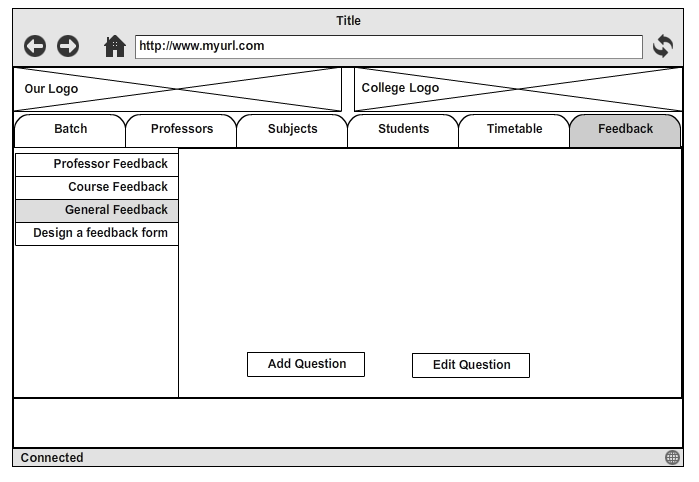 Title
http://www.myurl.com
Our Logo
College Logo
Batch
Professors
Subjects
Students
Timetable
Feedback
Professor Feedback
Course Feedback
General Feedback
Design a feedback form
Add Question
Edit Question
Connected